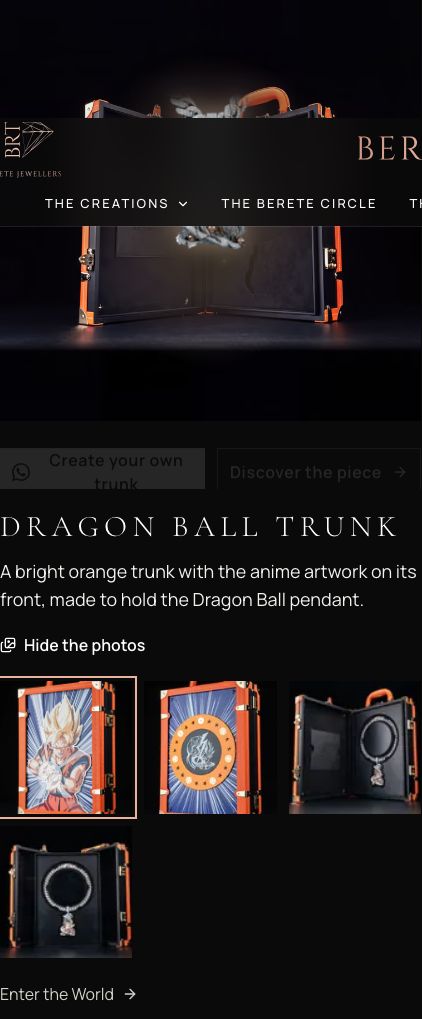 BRT
ETE JEWELLERS
BER
THE CREATIONS
THE BERETE CIRCLE
Create your own
trunk
Discover the piece
DRAGON BALL TRUNK
A bright orange trunk with the anime artwork on its
front, made to hold the Dragon Ball pendant.
Hide the photos
Enter the World